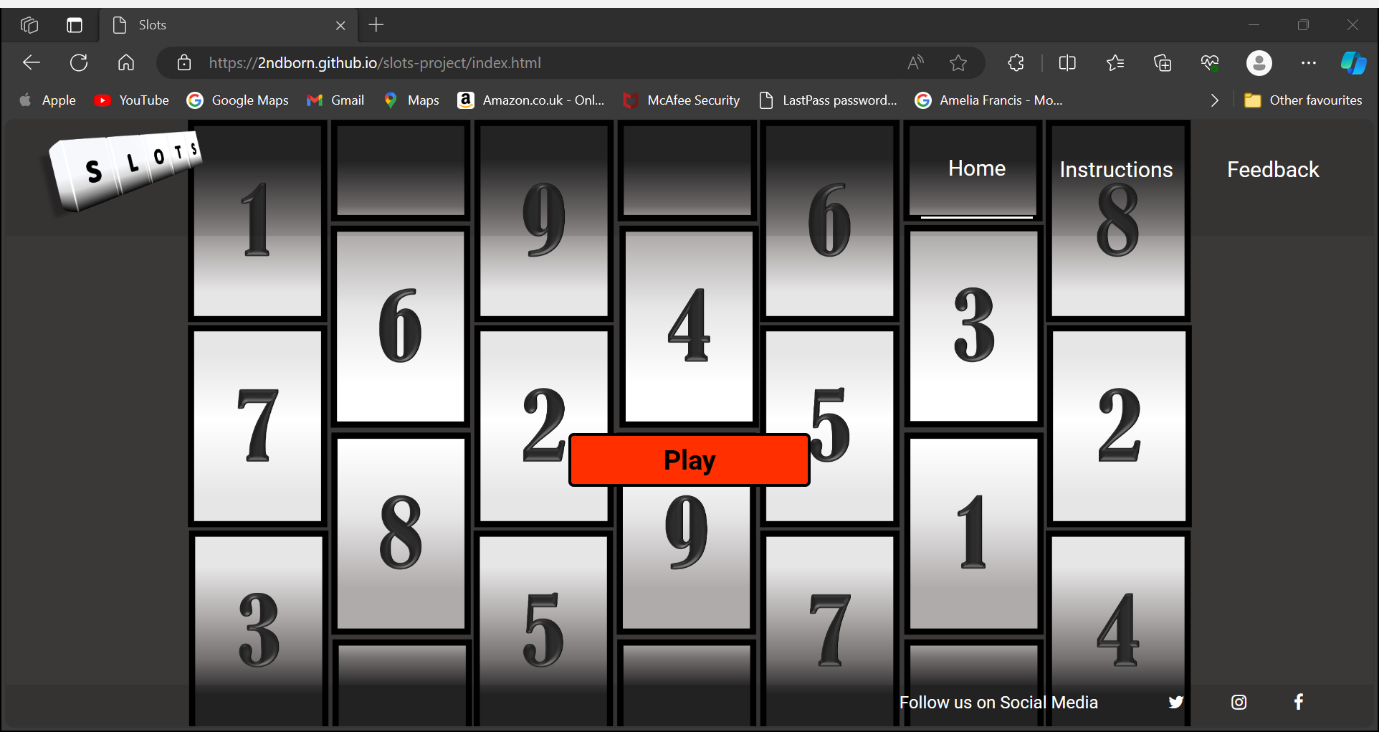 Slots
https://2ndborn.github.io/slots-project/index.html
Apple YouTube Google Maps Gmail Maps Amazon.co.uk - Onl... McAfee Security LastPass password... Amelia Francis - Mo... Other favourites
SLOTS
Home Instructions Feedback
1 9 6 8
6 4 3
7 2 5 2
Play
8 9 1
3 5 7 4
Follow us on Social Media